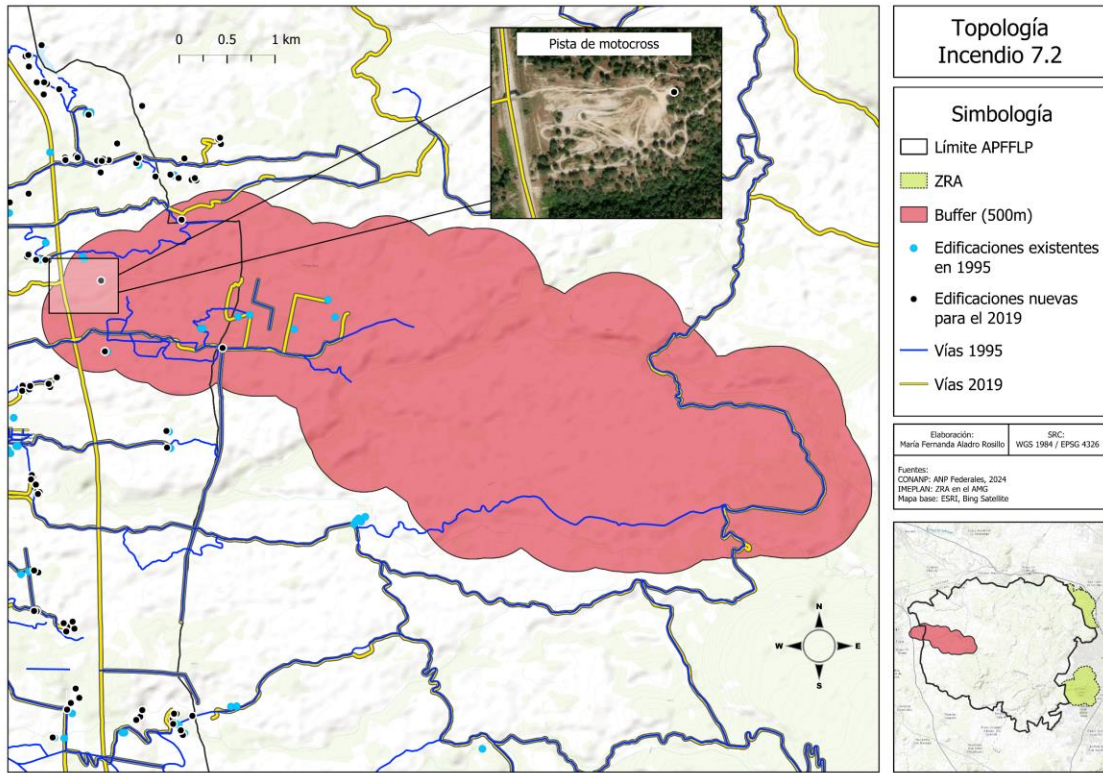 Topología
Incendio 7.2
Simbología
Límite APFFLP
ZRA
Buffer (500m)
Edificaciones existentes
en 1995
Edificaciones nuevas
para el 2019
Vías 1995
Vías 2019
Elaboración:
María Fernanda Aladro Rosillo
SRC:
WGS 1984 / EPSG 4326
Fuentes:
CONANP: ANP Federales, 2024
IMEPLAN: ZRA en el AMG
Mapa base: ESRI, Bing Satellite
0 0.5 1 km
Pista de motocross
N
W E
S